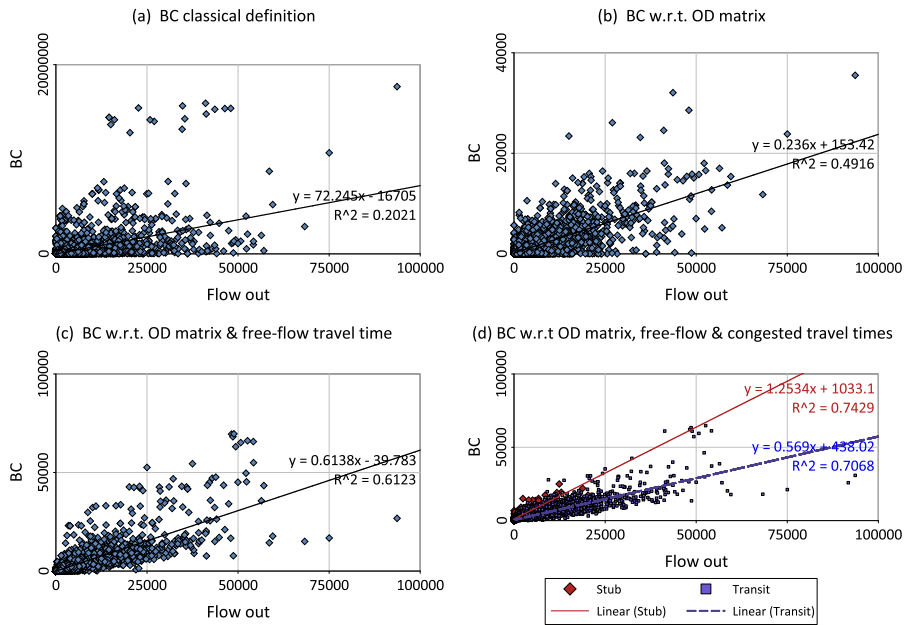 (a) BC classical definition
20000000
0
BC
y = 72.245x - 16705
R^2 = 0.2021
0 25000 50000 75000 100000
Flow out
(b) BC w.r.t. OD matrix
40000
20000
0
BC
y = 0.236x + 153.42
R^2 = 0.4916
0 25000 50000 75000 100000
Flow out
(c) BC w.r.t. OD matrix & free-flow travel time
100000
50000
0
BC
y = 0.6138x - 39.783
R^2 = 0.6123
0 25000 50000 75000 100000
Flow out
(d) BC w.r.t OD matrix, free-flow & congested travel times
100000
50000
0
BC
y = 1.2534x + 1033.1
R^2 = 0.7429
y = 0.569x + 438.02
R^2 = 0.7068
0 25000 50000 75000 100000
Flow out
Stub Transit
Linear (Stub) Linear (Transit)